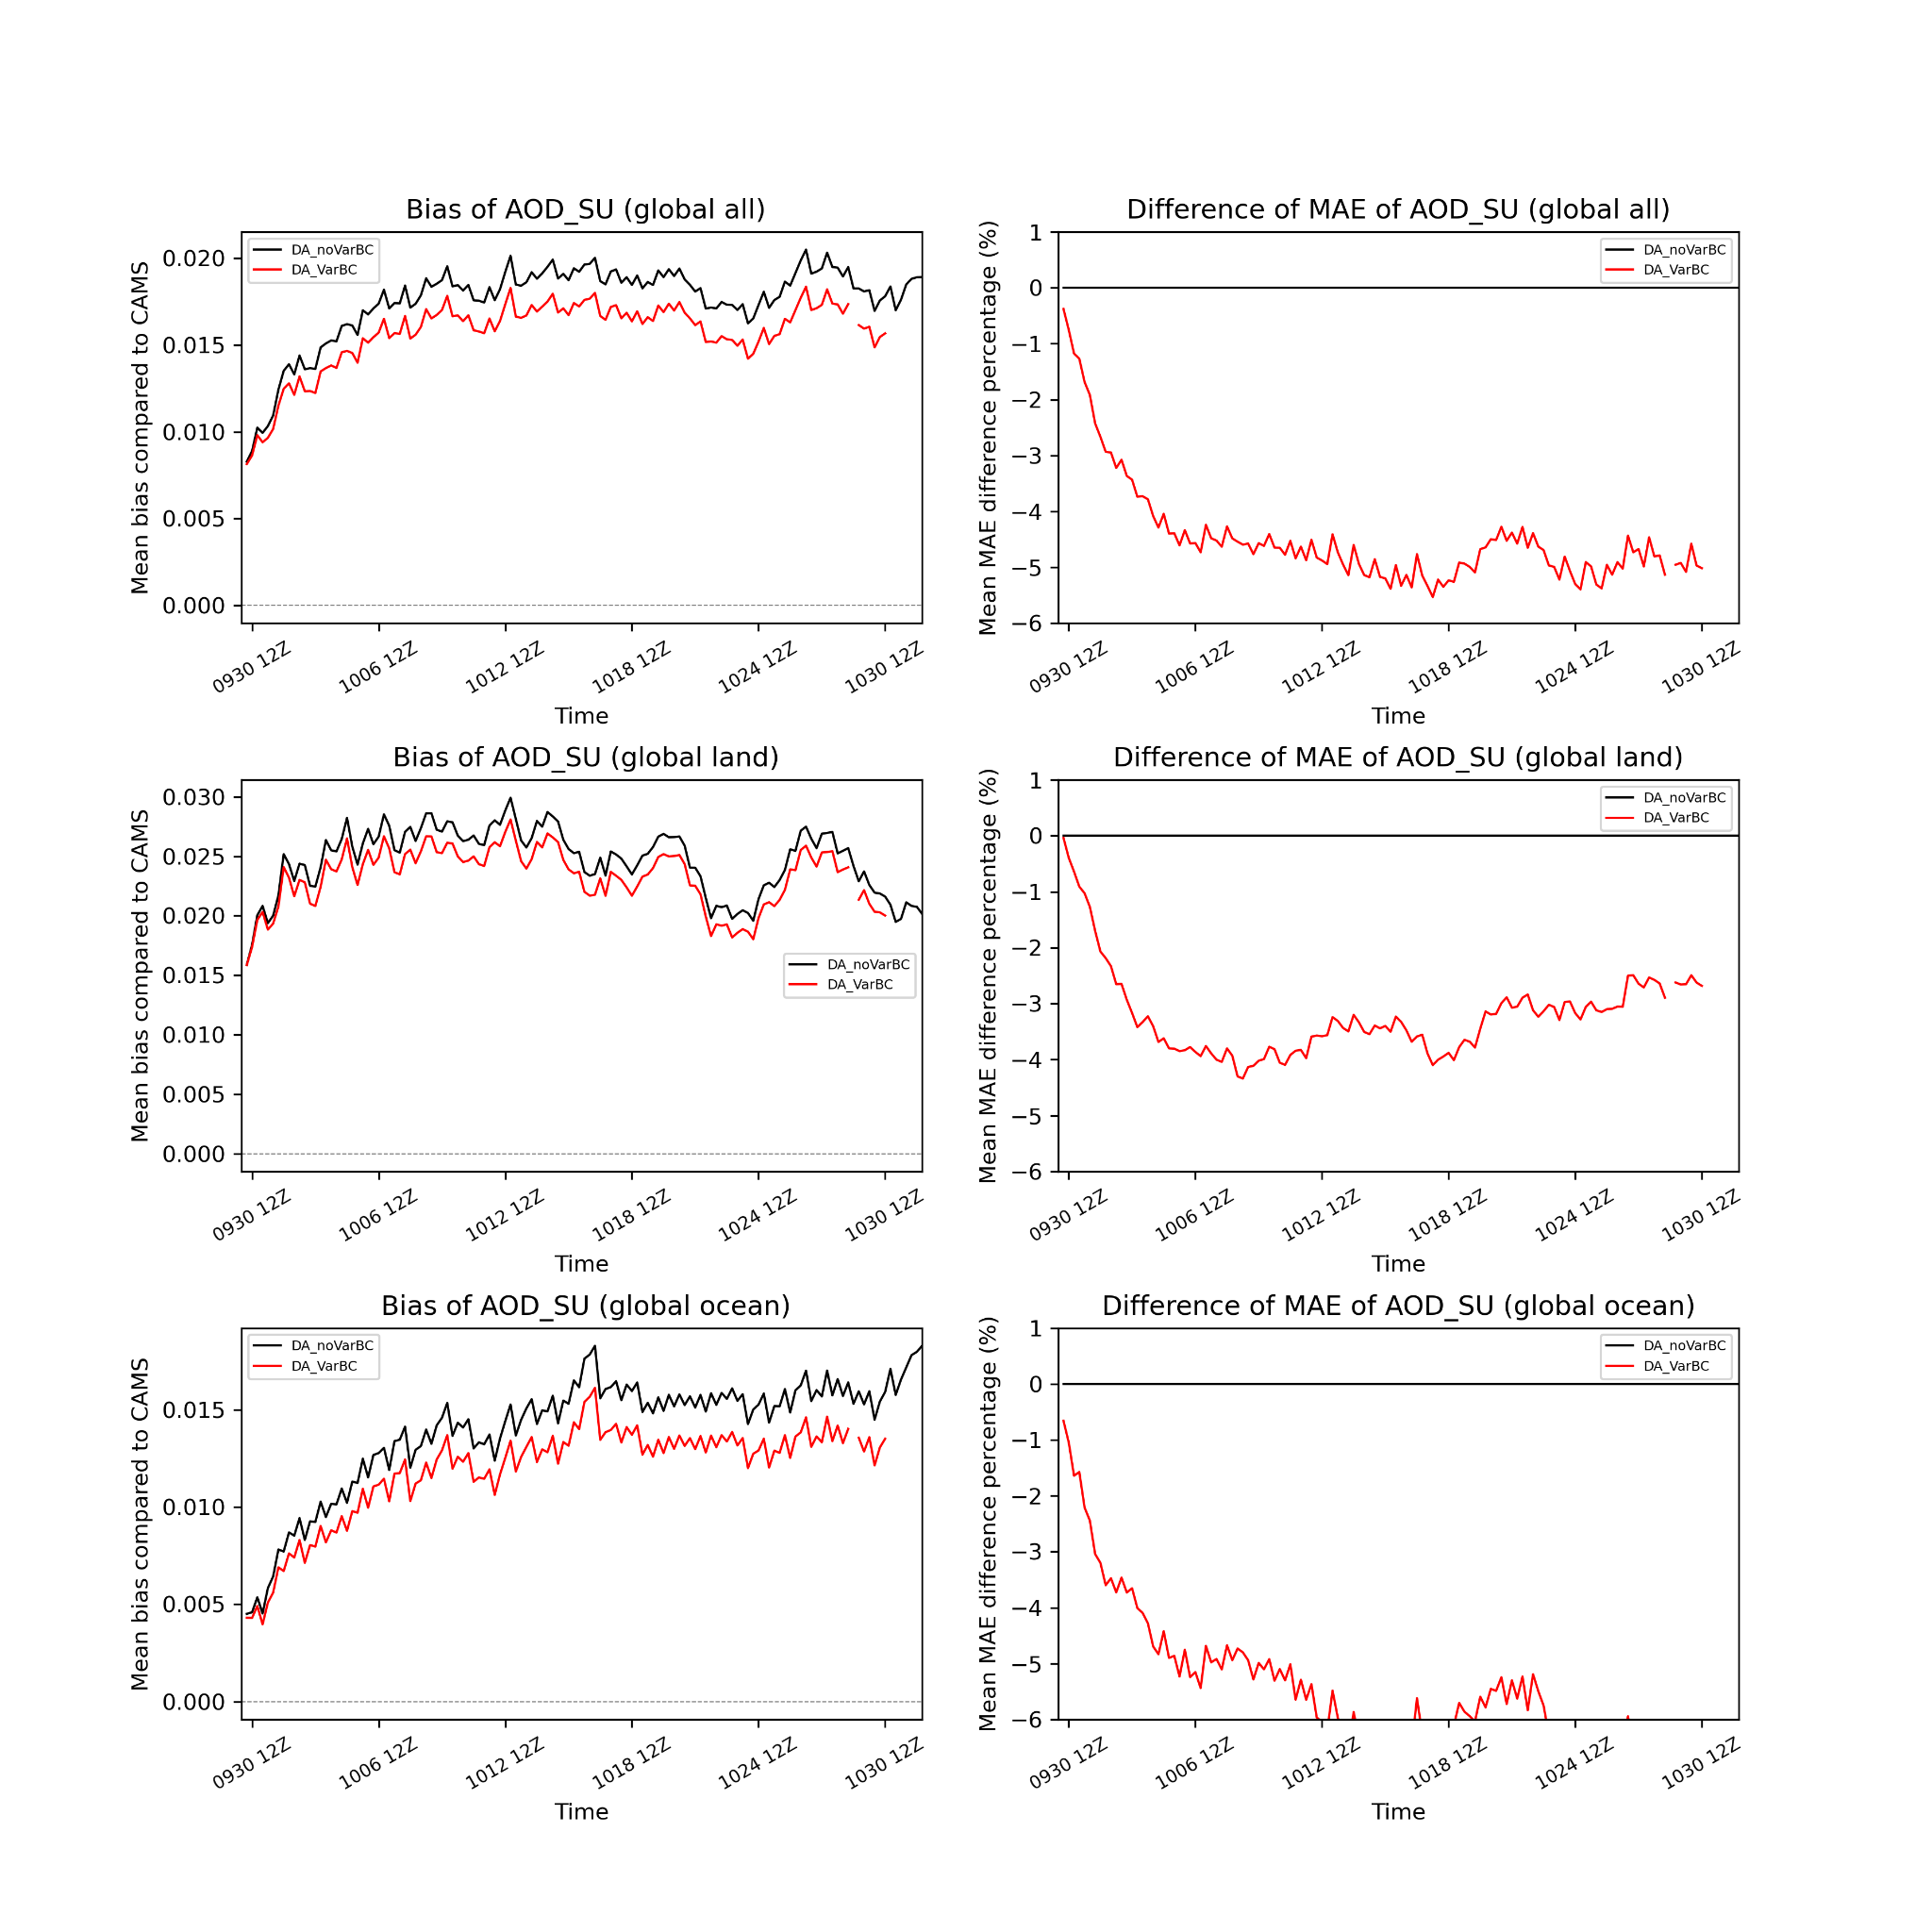 Bias of AOD_SU (global all)
Mean bias compared to CAMS
0.020
0.015
0.010
0.005
0.000
DA_noVarBC
DA_VarBC
0930 12Z
1006 12Z
1012 12Z
1018 12Z
1024 12Z
1030 12Z
Time
Difference of MAE of AOD_SU (global all)
Mean MAE difference percentage (%)
1
0
−1
−2
−3
−4
−5
−6
DA_noVarBC
DA_VarBC
0930 12Z
1006 12Z
1012 12Z
1018 12Z
1024 12Z
1030 12Z
Time
Bias of AOD_SU (global land)
Mean bias compared to CAMS
0.030
0.025
0.020
0.015
0.010
0.005
0.000
DA_noVarBC
DA_VarBC
0930 12Z
1006 12Z
1012 12Z
1018 12Z
1024 12Z
1030 12Z
Time
Difference of MAE of AOD_SU (global land)
Mean MAE difference percentage (%)
1
0
−1
−2
−3
−4
−5
−6
DA_noVarBC
DA_VarBC
0930 12Z
1006 12Z
1012 12Z
1018 12Z
1024 12Z
1030 12Z
Time
Bias of AOD_SU (global ocean)
Mean bias compared to CAMS
0.015
0.010
0.005
0.000
DA_noVarBC
DA_VarBC
0930 12Z
1006 12Z
1012 12Z
1018 12Z
1024 12Z
1030 12Z
Time
Difference of MAE of AOD_SU (global ocean)
Mean MAE difference percentage (%)
1
0
−1
−2
−3
−4
−5
−6
DA_noVarBC
DA_VarBC
0930 12Z
1006 12Z
1012 12Z
1018 12Z
1024 12Z
1030 12Z
Time